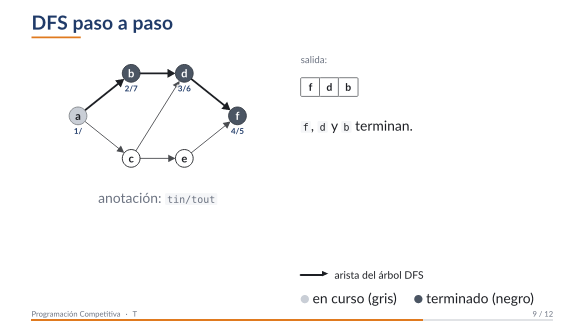 DFS paso a paso
salida:
f d b
f, d y b terminan.
b
d
2/7
3/6
a
f
1/
4/5
c
e
anotación: tin/tout
arista del árbol DFS
en curso (gris) terminado (negro)
Programación Competitiva · T
9 / 12